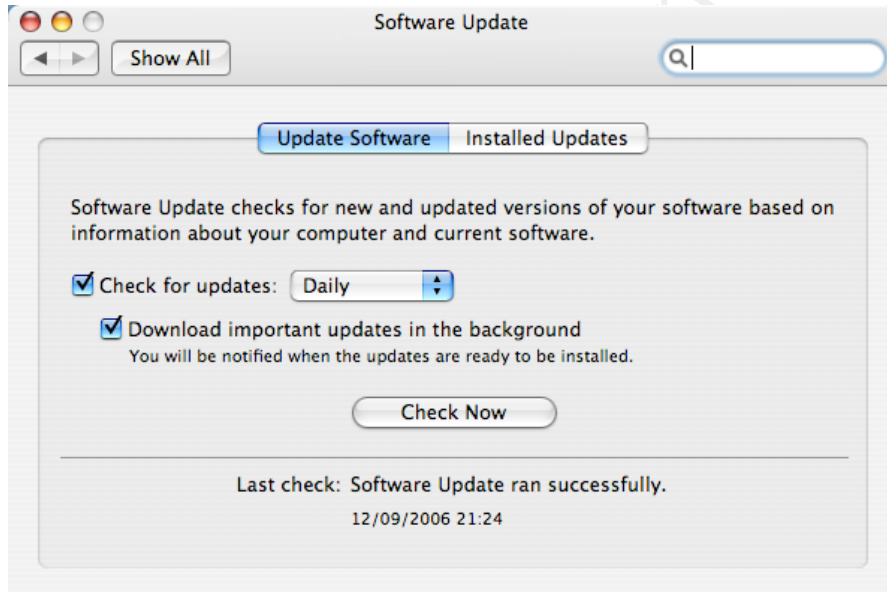 Software Update
Show All
Update Software Installed Updates
Software Update checks for new and updated versions of your software based on
information about your computer and current software.
Check for updates: Daily
Download important updates in the background
You will be notified when the updates are ready to be installed.
Check Now
Last check: Software Update ran successfully.
12/09/2006 21:24